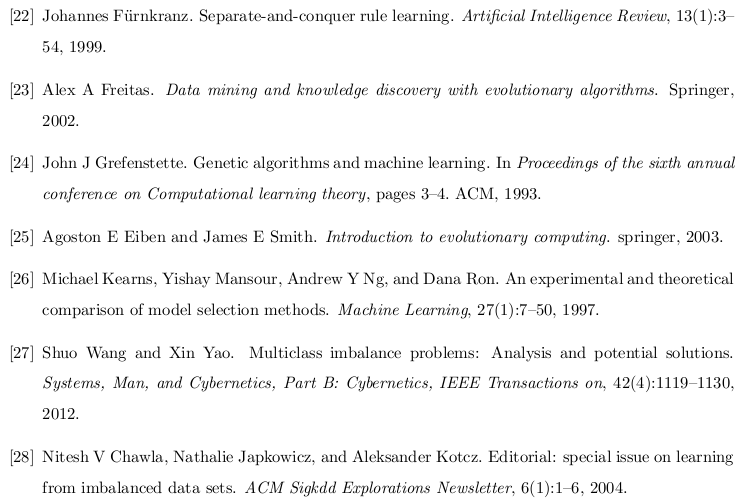 [22] Johannes Fürnkranz. Separate-and-conquer rule learning. Artificial Intelligence Review, 13(1):3–
54, 1999.
[23] Alex A Freitas. Data mining and knowledge discovery with evolutionary algorithms. Springer,
2002.
[24] John J Grefenstette. Genetic algorithms and machine learning. In Proceedings of the sixth annual
conference on Computational learning theory, pages 3–4. ACM, 1993.
[25] Agoston E Eiben and James E Smith. Introduction to evolutionary computing. springer, 2003.
[26] Michael Kearns, Yishay Mansour, Andrew Y Ng, and Dana Ron. An experimental and theoretical
comparison of model selection methods. Machine Learning, 27(1):7–50, 1997.
[27] Shuo Wang and Xin Yao. Multiclass imbalance problems: Analysis and potential solutions.
Systems, Man, and Cybernetics, Part B: Cybernetics, IEEE Transactions on, 42(4):1119–1130,
2012.
[28] Nitesh V Chawla, Nathalie Japkowicz, and Aleksander Kotcz. Editorial: special issue on learning
from imbalanced data sets. ACM Sigkdd Explorations Newsletter, 6(1):1–6, 2004.